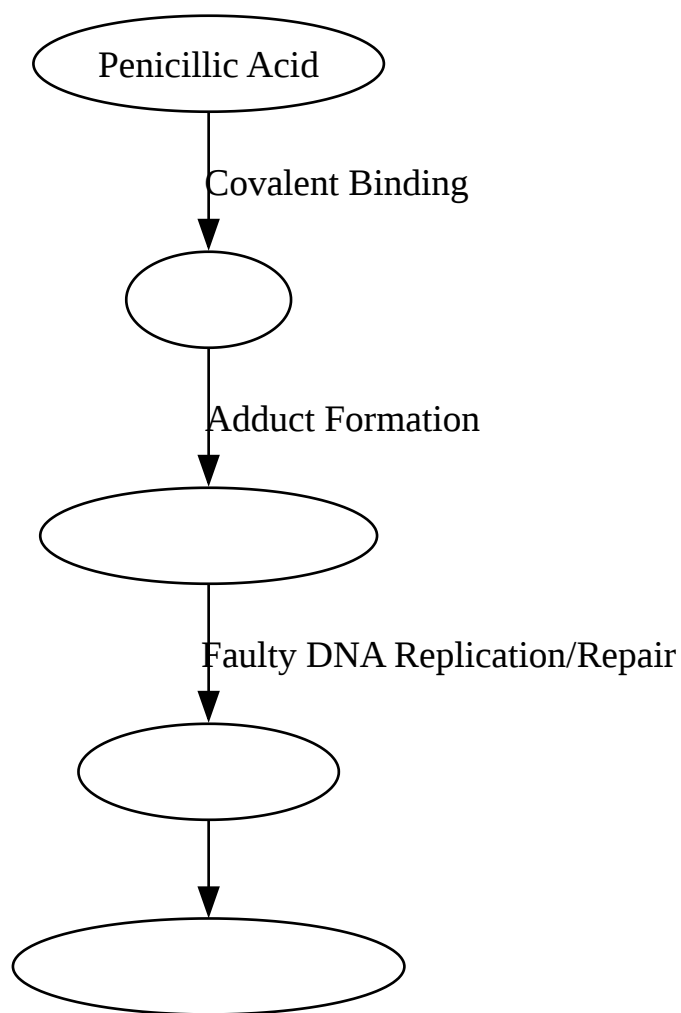 Penicillic Acid
Covalent Binding
Adduct Formation
Faulty DNA Replication/Repair